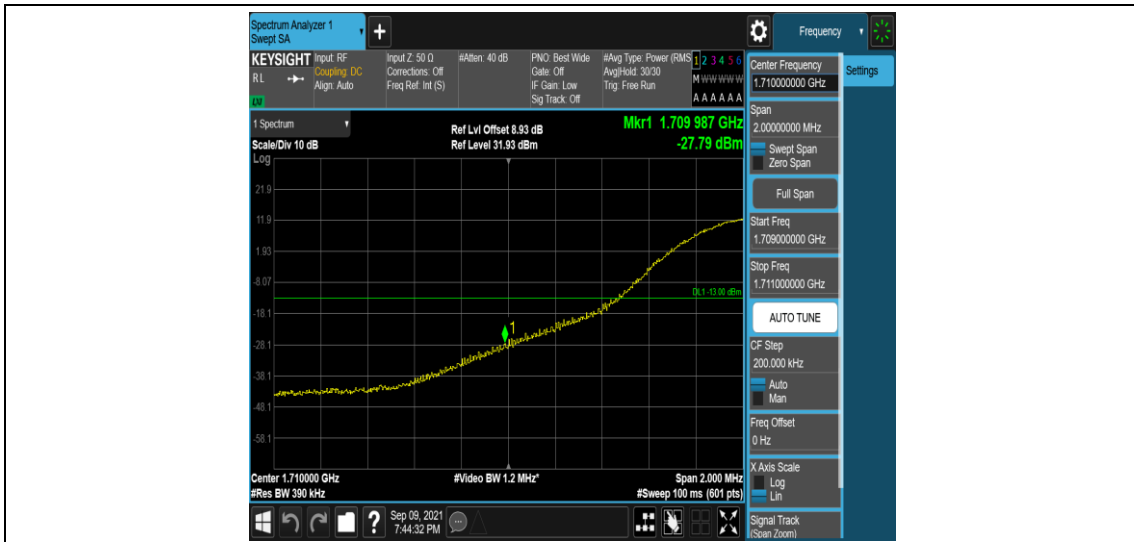 Spectrum Analyzer 1
Swept SA
Frequency
KEYSIGHT
RL
LXI
Input: RF
Coupling: DC
Align: Auto
Input Z: 50 Ω
Corrections: Off
Freq Ref: Int (S)
#Atten: 40 dB
PNO: Best Wide
Gate: Off
IF Gain: Low
Sig Track: Off
#Avg Type: Power (RMS
Avg|Hold: 30/30
Trig: Free Run
1 2 3 4 5 6
M W W W W W
A A A A A A
1 Spectrum
Scale/Div 10 dB
Log
Ref Lvl Offset 8.93 dB
Ref Level 31.93 dBm
Mkr1 1.709 987 GHz
-27.79 dBm
21.9
11.9
1.93
-8.07
DL1 -13.00 dBm
-18.1
1
-28.1
-38.1
-48.1
-58.1
Center 1.710000 GHz
#Res BW 390 kHz
#Video BW 1.2 MHz*
Span 2.000 MHz
#Sweep 100 ms (601 pts)
Sep 09, 2021
7:44:32 PM
Center Frequency
1.710000000 GHz
Settings
Span
2.00000000 MHz
Swept Span
Zero Span
Full Span
Start Freq
1.709000000 GHz
Stop Freq
1.711000000 GHz
AUTO TUNE
CF Step
200.000 kHz
Auto
Man
Freq Offset
0 Hz
X Axis Scale
Log
Lin
Signal Track
(Span Zoom)